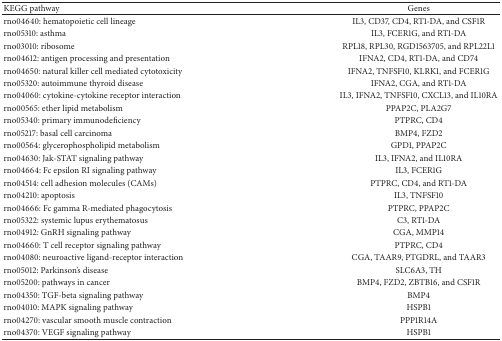 KEGG pathway Genes
rno04640: hematopoietic cell lineage IL3, CD37, CD4, RT1-DA, and CSF1R
rno05310: asthma IL3, FCER1G, and RT1-DA
rno03010: ribosome RPL18, RPL30, RGD1563705, and RPL22L1
rno04612: antigen processing and presentation IFNA2, CD4, RT1-DA, and CD74
rno04650: natural killer cell mediated cytotoxicity IFNA2, TNFSF10, KLRK1, and FCER1G
rno05320: autoimmune thyroid disease IFNA2, CGA, and RT1-DA
rno04060: cytokine-cytokine receptor interaction IL3, IFNA2, TNFSF10, CXCL13, and IL10RA
rno00565: ether lipid metabolism PPAP2C, PLA2G7
rno05340: primary immunodeficiency PTPRC, CD4
rno05217: basal cell carcinoma BMP4, FZD2
rno00564: glycerophospholipid metabolism GPD1, PPAP2C
rno04630: Jak-STAT signaling pathway IL3, IFNA2, and IL10RA
rno04664: Fc epsilon RI signaling pathway IL3, FCER1G
rno04514: cell adhesion molecules (CAMs) PTPRC, CD4, and RT1-DA
rno04210: apoptosis IL3, TNFSF10
rno04666: Fc gamma R-mediated phagocytosis PTPRC, PPAP2C
rno05322: systemic lupus erythematosus C3, RT1-DA
rno04912: GnRH signaling pathway CGA, MMP14
rno04660: T cell receptor signaling pathway PTPRC, CD4
rno04080: neuroactive ligand-receptor interaction CGA, TAAR9, PTGDRL, and TAAR3
rno05012: Parkinson's disease SLC6A3, TH
rno05200: pathways in cancer BMP4, FZD2, ZBTB16, and CSF1R
rno04350: TGF-beta signaling pathway BMP4
rno04010: MAPK signaling pathway HSPB1
rno04270: vascular smooth muscle contraction PPP1R14A
rno04370: VEGF signaling pathway HSPB1